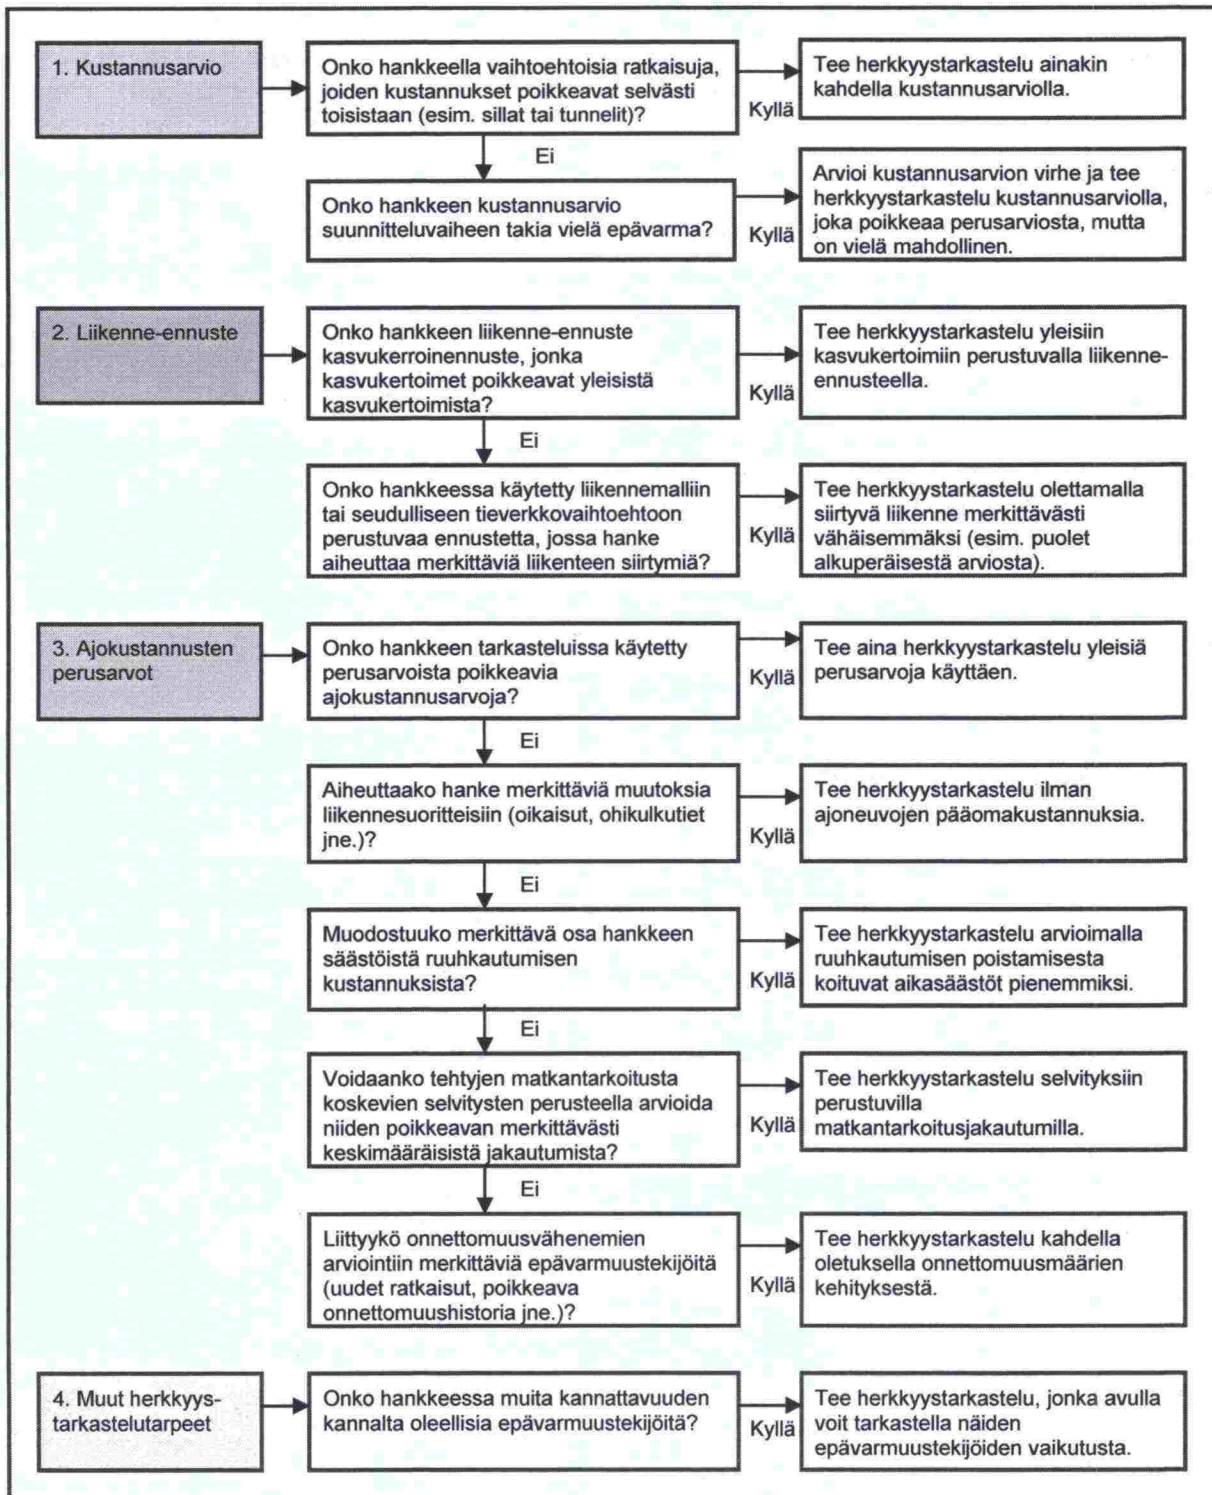 1. Kustannusarvio
Onko hankkeella vaihtoehtoisia ratkaisuja,
joiden kustannukset poikkeavat selvästi
toisistaan (esim. sillat tai tunnelit)?
Kyllä
Tee herkkyystarkastelu ainakin
kahdella kustannusarviolla.
Ei
Onko hankkeen kustannusarvio
suunnitteluvaiheen takia vielä epävarma?
Kyllä
Arvioi kustannusarvion virhe ja tee
herkkyystarkastelu kustannusarviolla,
joka poikkeaa perusarviosta, mutta
on vielä mahdollinen.
2. Liikenne-ennuste
Onko hankkeen liikenne-ennuste
kasvukerroinennuste, jonka
kasvukertoimet poikkeavat yleisistä
kasvukertoimista?
Kyllä
Tee herkkyystarkastelu yleisiin
kasvukertoimiin perustuvalla liikenne-
ennusteella.
Ei
Onko hankkeessa käytetty liikennemalliin
tai seudulliseen tieverkkovaihtoehtoon
perustuvaa ennustetta, jossa hanke
aiheuttaa merkittäviä liikenteen siirtymiä?
Kyllä
Tee herkkyystarkastelu olettamalla
siirtyvä liikenne merkittävästi
vähäisemmäksi (esim. puolet
alkuperäisestä arviosta).
3. Ajokustannusten
perusarvot
Onko hankkeen tarkasteluissa käytetty
perusarvoista poikkeavia
ajokustannusarvoja?
Kyllä
Tee aina herkkyystarkastelu yleisiä
perusarvoja käyttäen.
Ei
Aiheuttaako hanke merkittäviä muutoksia
liikennesuoritteisiin (oikaisut, ohikulkutiet
jne.)?
Kyllä
Tee herkkyystarkastelu ilman
ajoneuvojen pääomakustannuksia.
Ei
Muodostuuko merkittävä osa hankkeen
säästöistä ruuhkautumisen
kustannuksista?
Kyllä
Tee herkkyystarkastelu arvioimalla
ruuhkautumisen poistamisesta
koituvat aikasäästöt pienemmiksi.
Ei
Voidaanko tehtyjen matkantarkoitusta
koskevien selvitysten perusteella arvioida
niiden poikkeavan merkittävästi
keskimääräisistä jakautumista?
Kyllä
Tee herkkyystarkastelu selvityksiin
perustuvilla
matkantarkoitusjakautumilla.
Ei
Liittyykö onnettomuusvähenemien
arviointiin merkittäviä epävarmuustekijöitä
(uudet ratkaisut, poikkeava
onnettomuushistoria jne.)?
Kyllä
Tee herkkyystarkastelu kahdella
oletuksella onnettomuusmäärien
kehityksestä.
4. Muut herkkyys-
tarkastelutarpeet
Onko hankkeessa muita kannattavuuden
kannalta oleellisia epävarmuustekijöitä?
Kyllä
Tee herkkyystarkastelu, jonka avulla
voit tarkastella näiden
epävarmuustekijöiden vaikutusta.